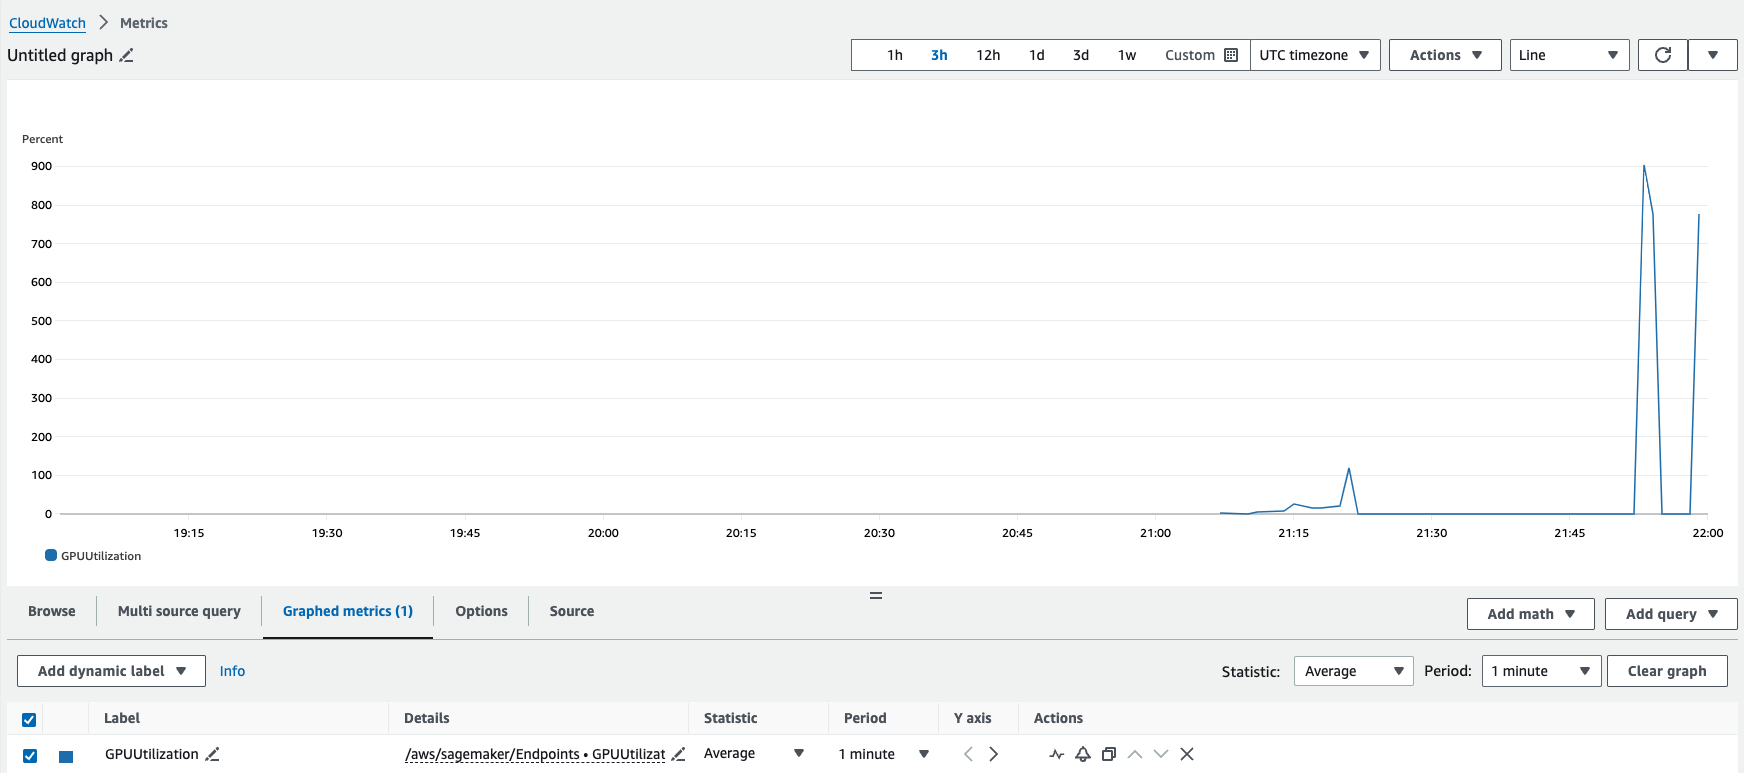 CloudWatch > Metrics
Untitled graph
1h 3h 12h 1d 3d 1w Custom UTC timezone Actions Line
Percent
900
800
700
600
500
400
300
200
100
0
19:15 19:30 19:45 20:00 20:15 20:30 20:45 21:00 21:15 21:30 21:45 22:00
GPUUtilization
Browse Multi source query Graphed metrics (1) Options Source Add math Add query
Add dynamic label Info Statistic: Average Period: 1 minute Clear graph
Label Details Statistic Period Y axis Actions
GPUUtilization /aws/sagemaker/Endpoints • GPUUtilizat Average 1 minute